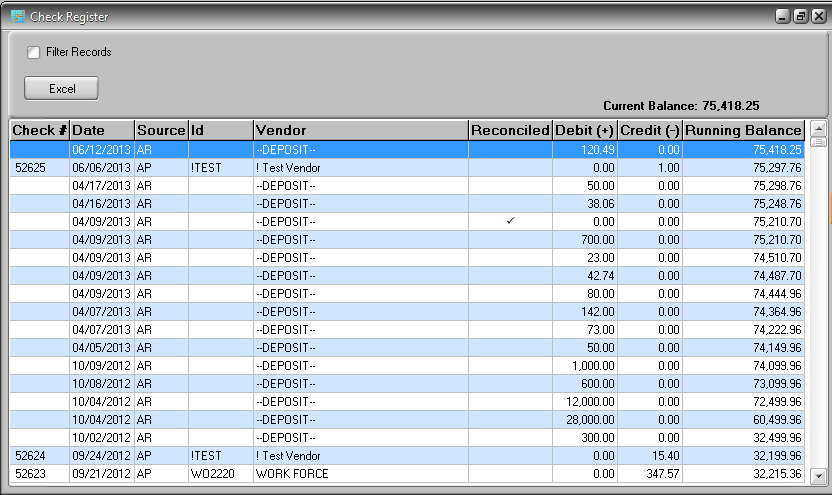 Check Register
Filter Records
Excel
Current Balance: 75,418.25
Check # Date Source Id Vendor Reconciled Debit (+) Credit (-) Running Balance
06/12/2013 AR --DEPOSIT-- 120.49 0.00 75,418.25
52625 06/06/2013 AP !TEST ! Test Vendor 0.00 1.00 75,297.76
04/17/2013 AR --DEPOSIT-- 50.00 0.00 75,298.76
04/16/2013 AR --DEPOSIT-- 38.06 0.00 75,248.76
04/09/2013 AR --DEPOSIT-- ✓ 0.00 0.00 75,210.70
04/09/2013 AR --DEPOSIT-- 700.00 0.00 75,210.70
04/09/2013 AR --DEPOSIT-- 23.00 0.00 74,510.70
04/09/2013 AR --DEPOSIT-- 42.74 0.00 74,487.70
04/09/2013 AR --DEPOSIT-- 80.00 0.00 74,444.96
04/07/2013 AR --DEPOSIT-- 142.00 0.00 74,364.96
04/07/2013 AR --DEPOSIT-- 73.00 0.00 74,222.96
04/05/2013 AR --DEPOSIT-- 50.00 0.00 74,149.96
10/09/2012 AR --DEPOSIT-- 1,000.00 0.00 74,099.96
10/08/2012 AR --DEPOSIT-- 600.00 0.00 73,099.96
10/04/2012 AR --DEPOSIT-- 12,000.00 0.00 72,499.96
10/04/2012 AR --DEPOSIT-- 28,000.00 0.00 60,499.96
10/02/2012 AR --DEPOSIT-- 300.00 0.00 32,499.96
52624 09/24/2012 AP !TEST ! Test Vendor 0.00 15.40 32,199.96
52623 09/21/2012 AP WO2220 WORK FORCE 0.00 347.57 32,215.36